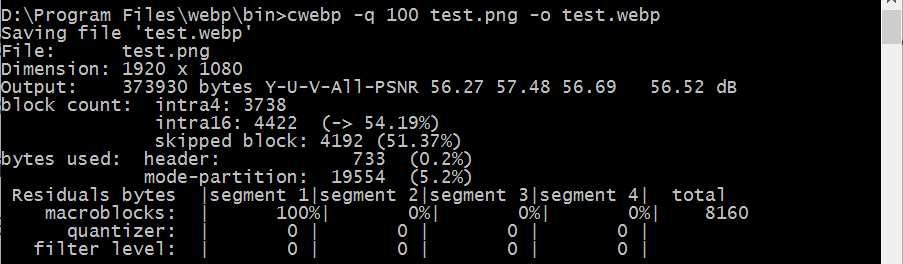 D:\Program Files\webp\bin>cwebp -q 100 test.png -o test.webp
Saving file 'test.webp'
File:      test.png
Dimension: 1920 x 1080
Output:    373930 bytes Y-U-V-All-PSNR 56.27 57.48 56.69   56.52 dB
block count:  intra4: 3738
              intra16: 4422  (-> 54.19%)
              skipped block: 4192 (51.37%)
bytes used:  header:            733  (0.2%)
             mode-partition:  19554  (5.2%)
 Residuals bytes  |segment 1|segment 2|segment 3|segment 4|  total
    macroblocks:  |      100%|       0%|       0%|       0%|    8160
      quantizer:  |       0 |       0 |       0 |       0 |
   filter level:  |       0 |       0 |       0 |       0 |